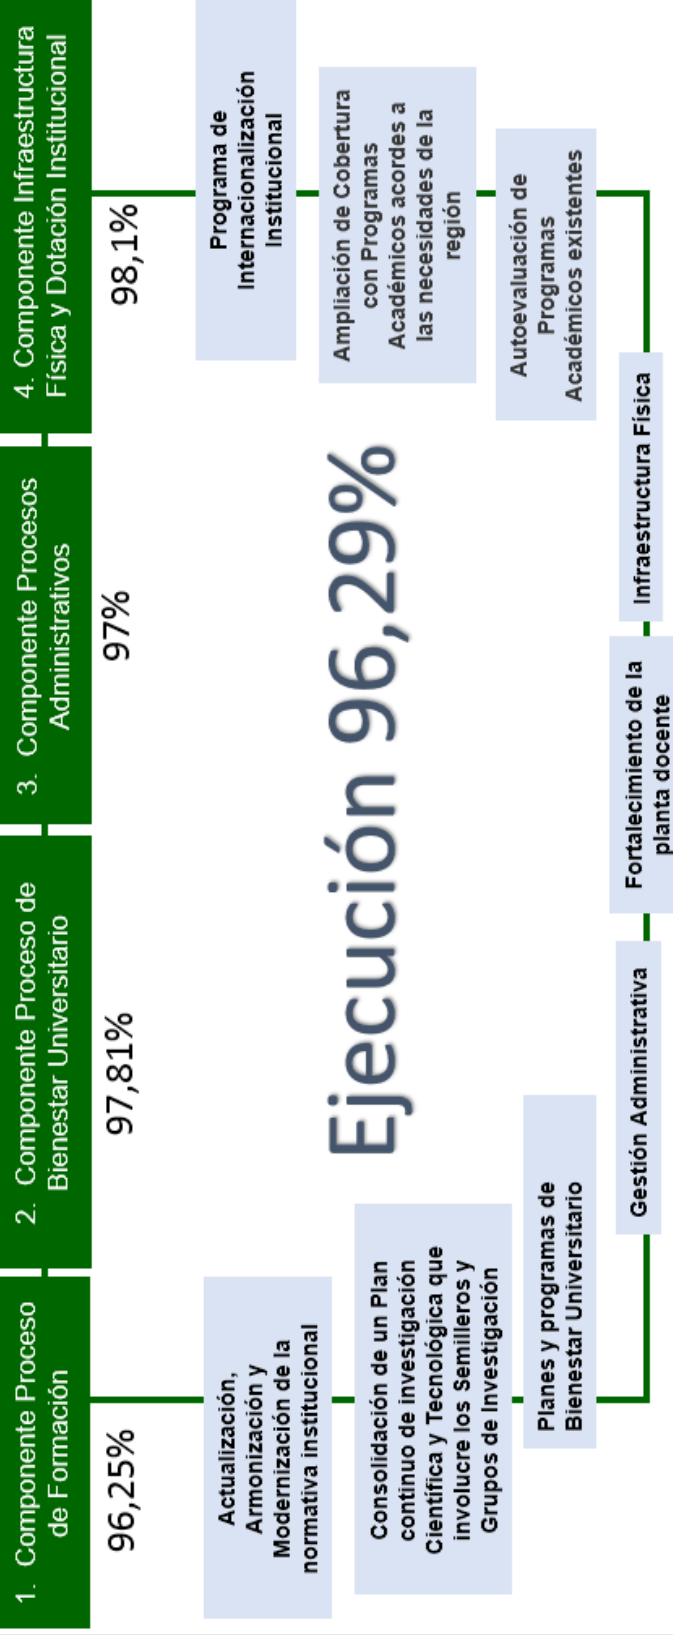 1. Componente Proceso
de Formación
2. Componente Proceso de
Bienestar Universitario
3. Componente Procesos
Administrativos
4. Componente Infraestructura
Física y Dotación Institucional
96,25%
97,81%
97%
98,1%
Actualización,
Armonización y
Modernización de la
normativa institucional
Consolidación de un Plan
continuo de investigación
Científica y Tecnológica que
involucre los Semilleros y
Grupos de Investigación
Planes y programas de
Bienestar Universitario
Ejecución 96,29%
Programa de
Internacionalización
Institucional
Ampliación de Cobertura
con Programas
Académicos acordes a
las necesidades de la
región
Autoevaluación de
Programas
Académicos existentes
Gestión Administrativa
Fortalecimiento de la
planta docente
Infraestructura Física